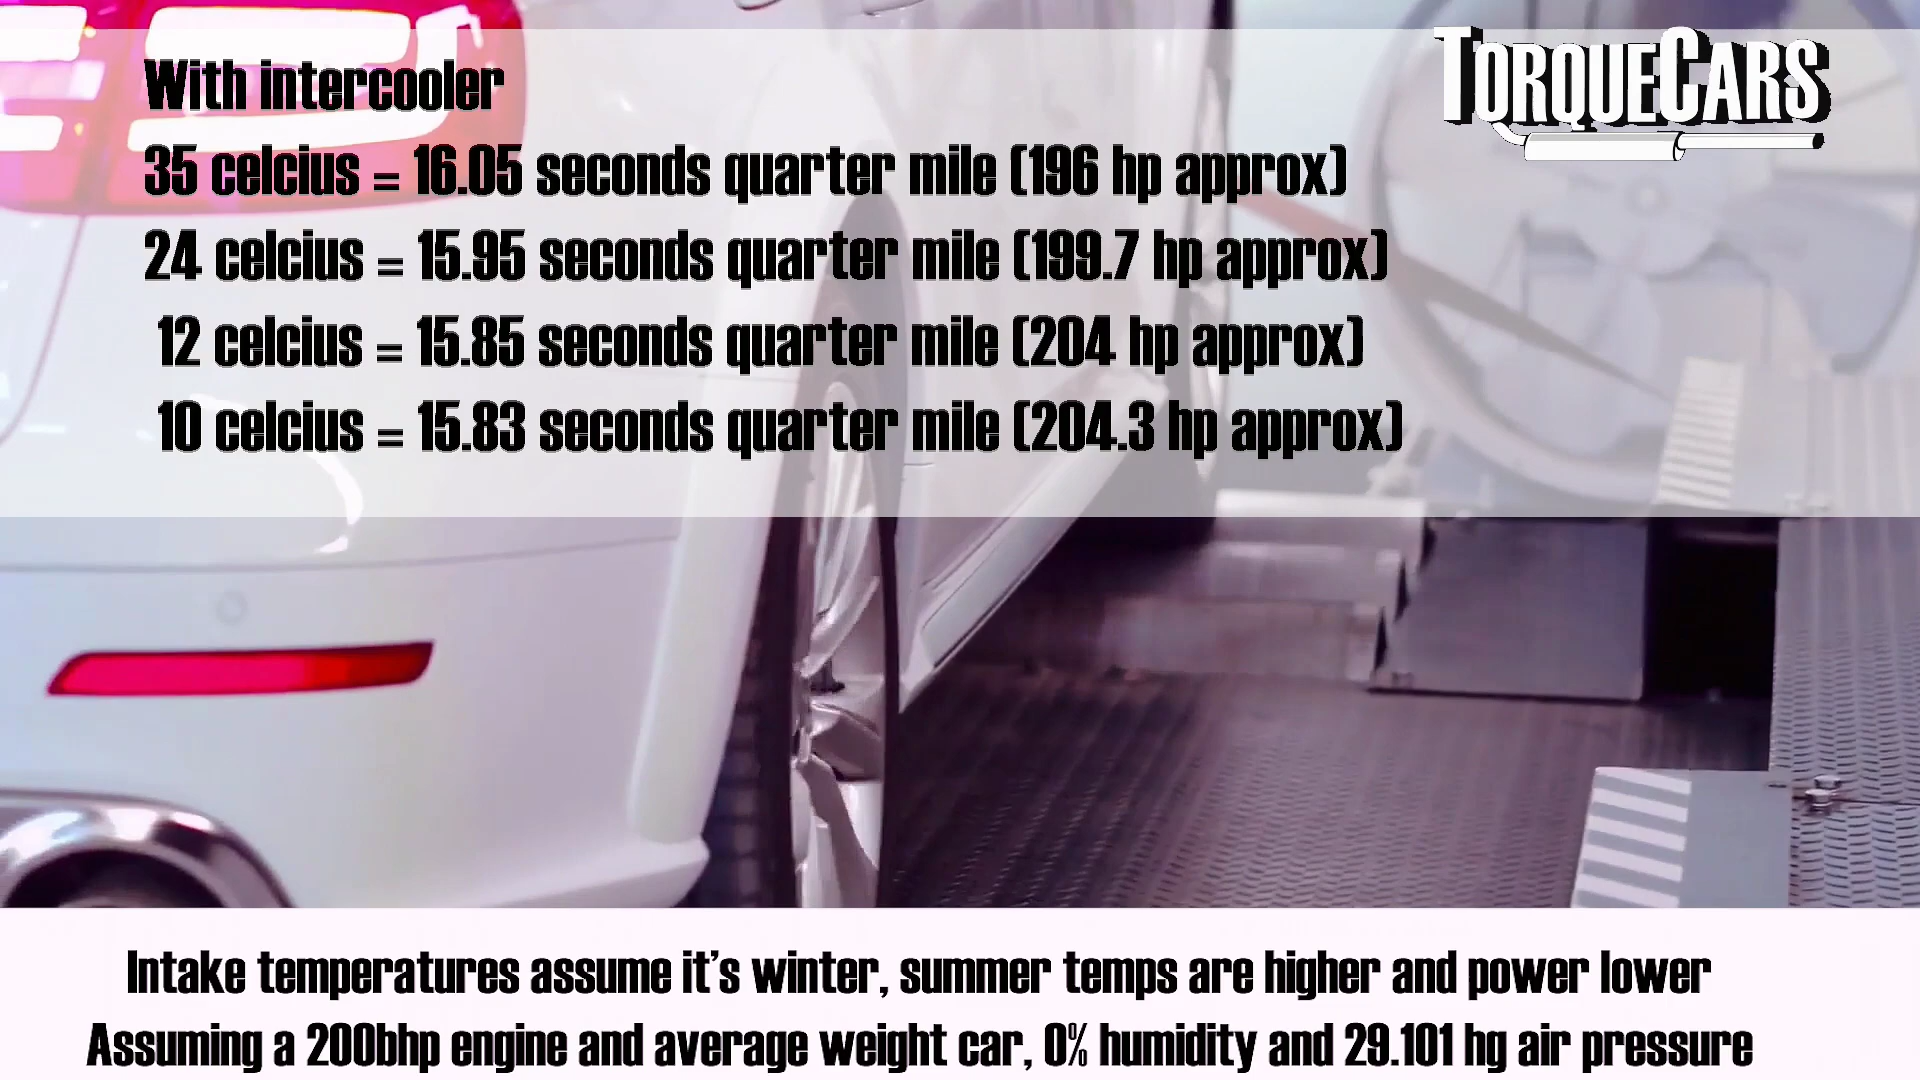 TORQUECARS
With intercooler
35 celcius = 16.05 seconds quarter mile (196 hp approx)
24 celcius = 15.95 seconds quarter mile (199.7 hp approx)
12 celcius = 15.85 seconds quarter mile (204 hp approx)
10 celcius = 15.83 seconds quarter mile (204.3 hp approx)
Intake temperatures assume it's winter, summer temps are higher and power lower
Assuming a 200bhp engine and average weight car, 0% humidity and 29.101 hg air pressure